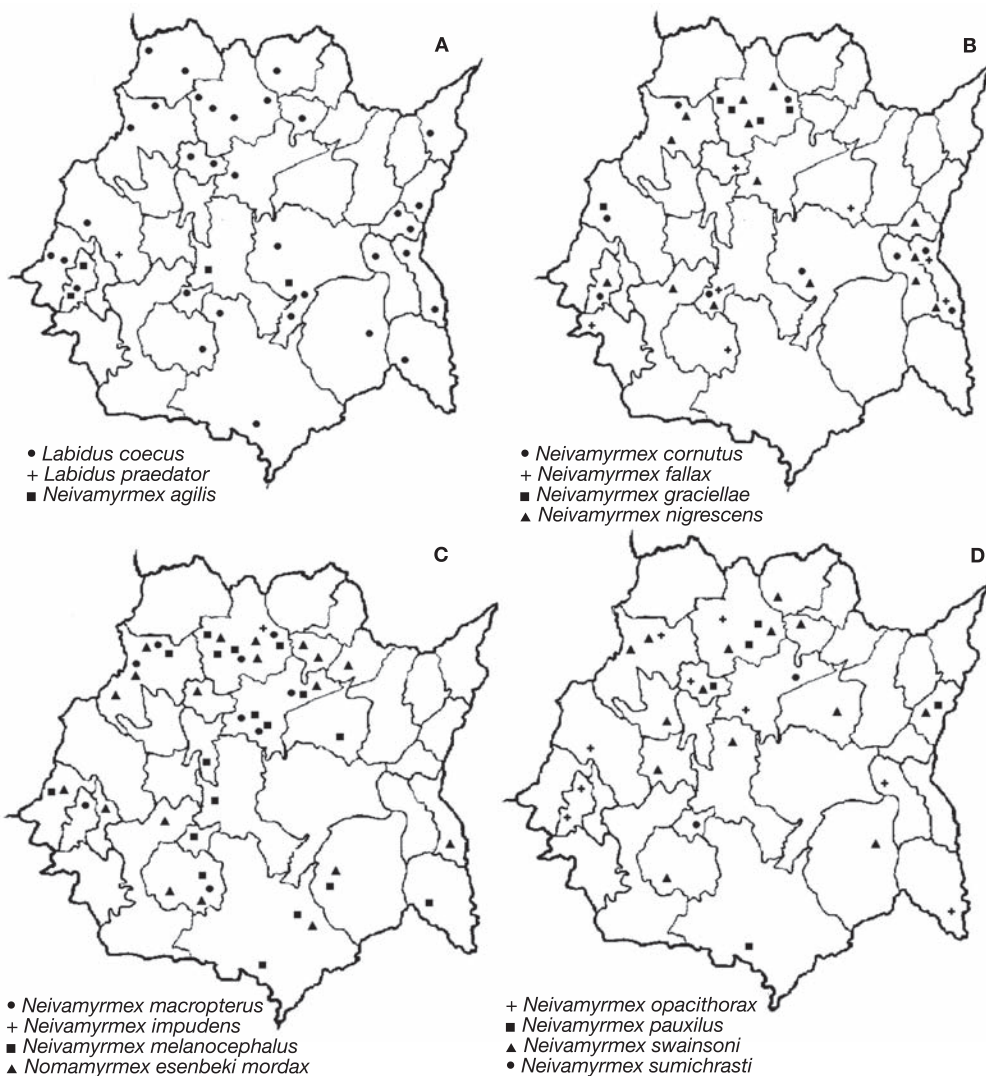 A
● Labidus coecus
+ Labidus praedator
■ Neivamyrmex agilis
B
● Neivamyrmex cornutus
+ Neivamyrmex fallax
■ Neivamyrmex graciellae
▲ Neivamyrmex nigrescens
C
● Neivamyrmex macropterus
+ Neivamyrmex impudens
■ Neivamyrmex melanocephalus
▲ Nomamyrmex esenbeki mordax
D
+ Neivamyrmex opacithorax
■ Neivamyrmex pauxilus
▲ Neivamyrmex swainsoni
● Neivamyrmex sumichrasti